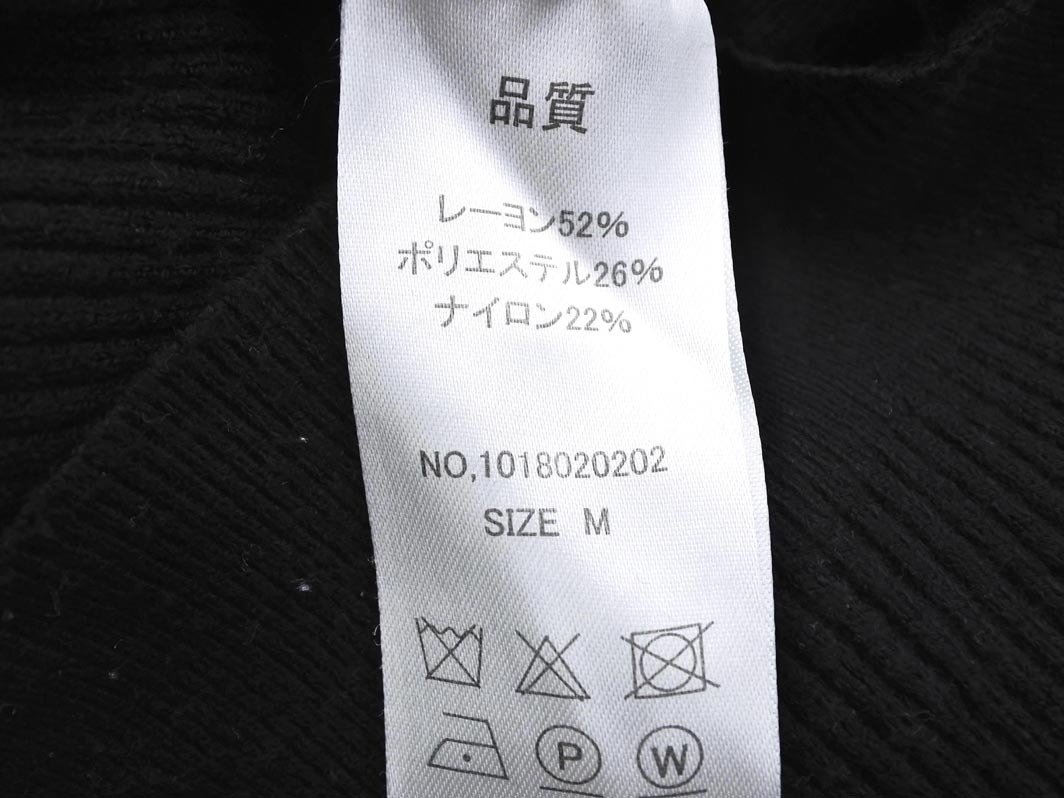 品質
レーヨン52%
ポリエステル26%
ナイロン22%
NO,1018020202
SIZE M
P W